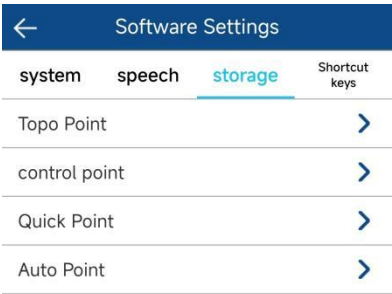 Software Settings
system speech storage Shortcut
keys
Topo Point
control point
Quick Point
Auto Point